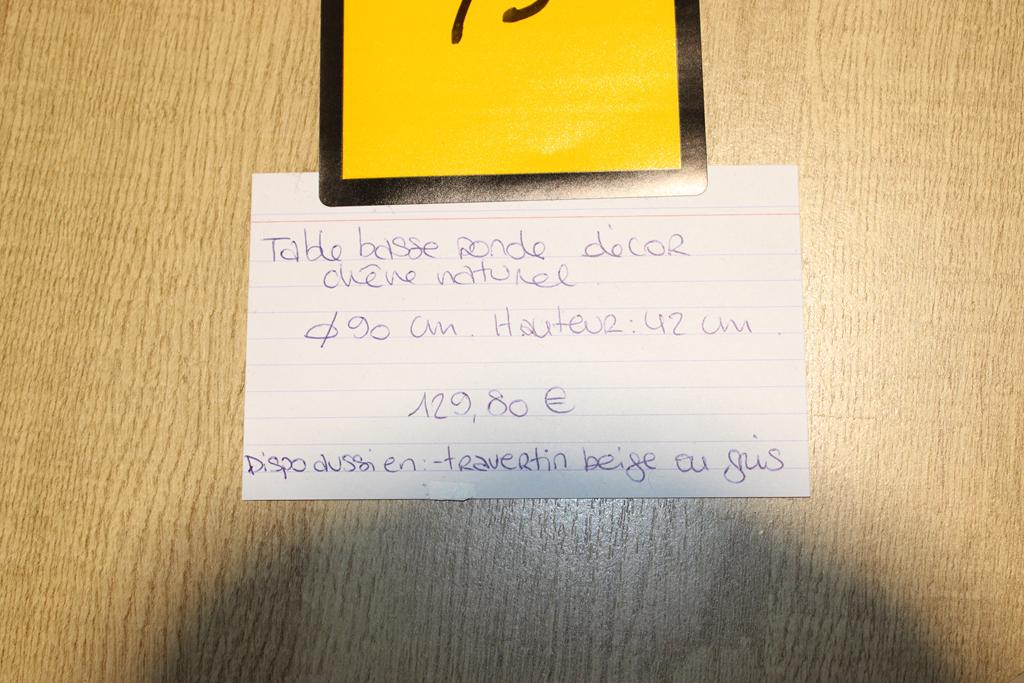 Table basse ronde décor
chêne naturel.
Ø 90 cm. Hauteur: 42 cm.
129,80 €
Dispo aussi en: - travertin beige ou gris